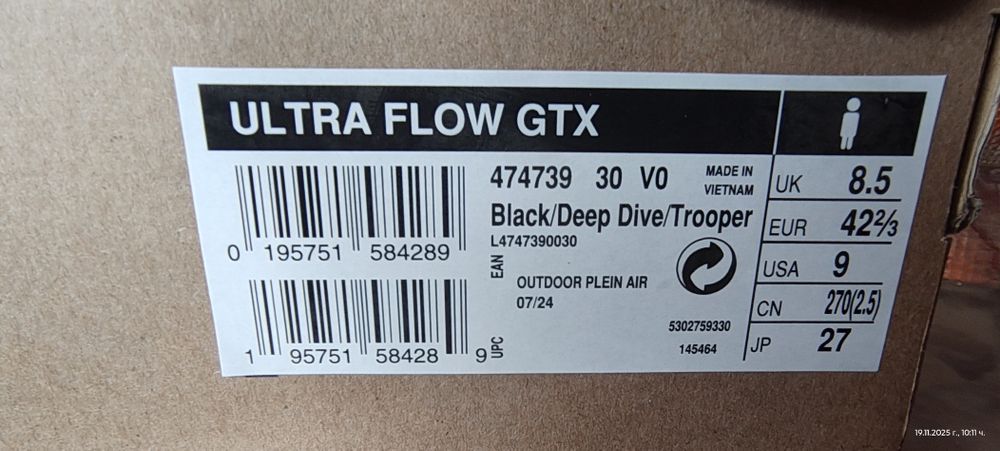 ULTRA FLOW GTX
0 195751 584289
EAN
1 95751 58428 9
UPC
474739 30 V0
MADE IN
VIETNAM
Black/Deep Dive/Trooper
L4747390030
OUTDOOR PLEIN AIR
07/24
5302759330
145464
UK 8.5
EUR 42⅔
USA 9
CN 270(2.5)
JP 27
19.11.2025 г., 10:11 ч.